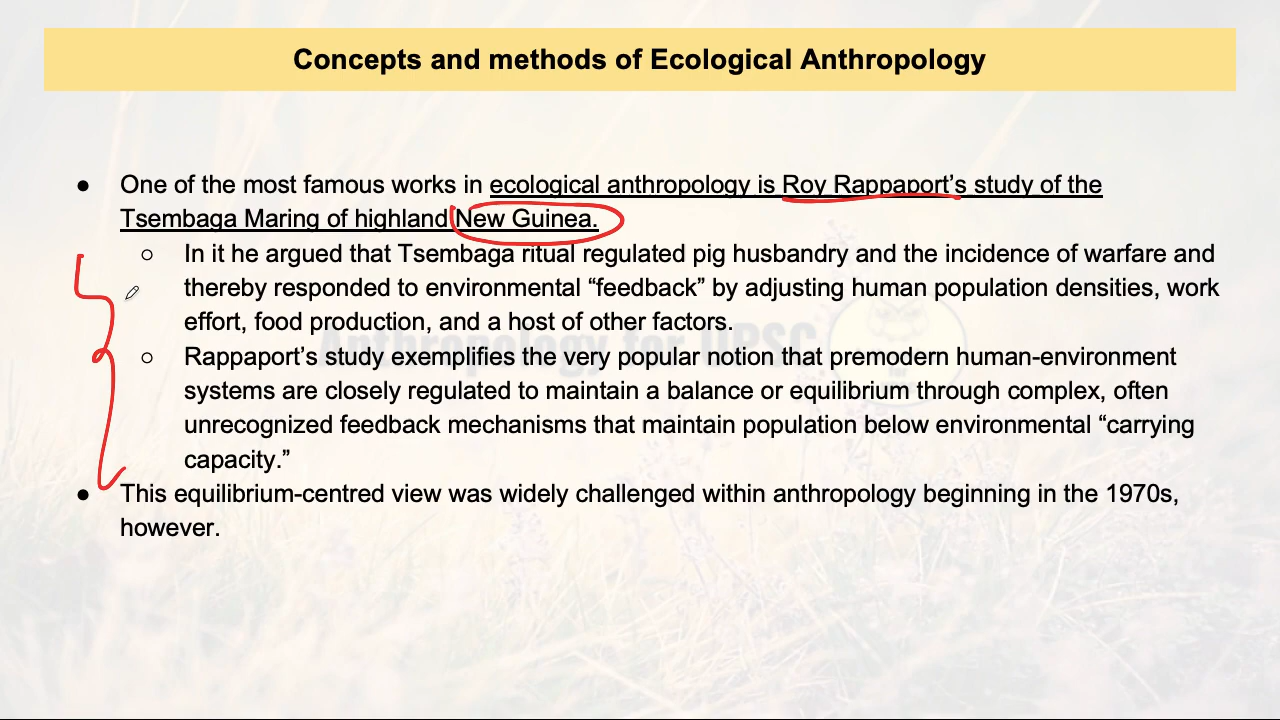 Concepts and methods of Ecological Anthropology
● One of the most famous works in ecological anthropology is Roy Rappaport’s study of the
Tsembaga Maring of highland New Guinea.
○ In it he argued that Tsembaga ritual regulated pig husbandry and the incidence of warfare and
thereby responded to environmental “feedback” by adjusting human population densities, work
effort, food production, and a host of other factors.
Anthropology for UPSC
○ Rappaport’s study exemplifies the very popular notion that premodern human-environment
systems are closely regulated to maintain a balance or equilibrium through complex, often
unrecognized feedback mechanisms that maintain population below environmental “carrying
capacity.”
● This equilibrium-centred view was widely challenged within anthropology beginning in the 1970s,
however.